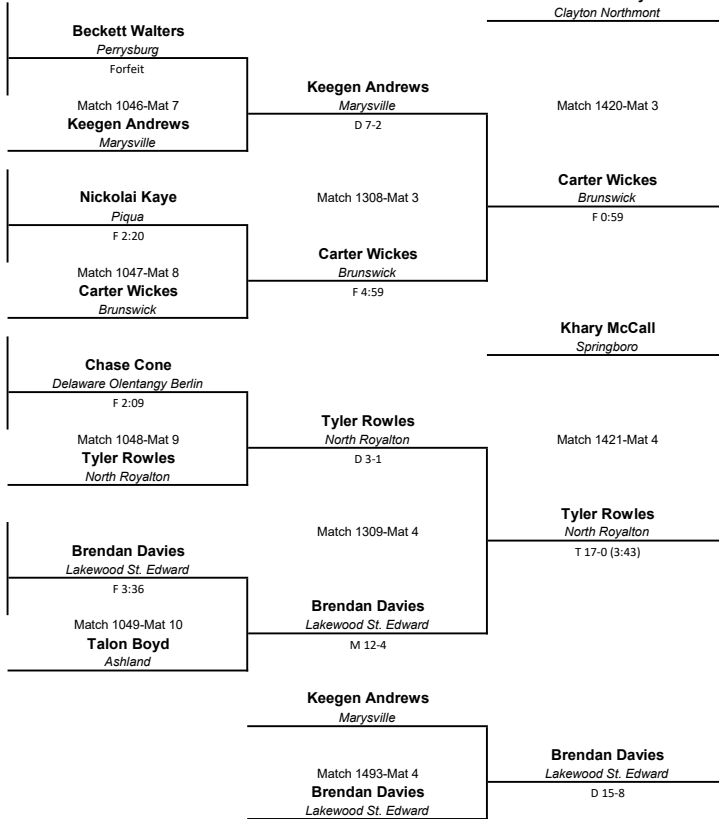 Clayton Northmont
Beckett Walters
Perrysburg
Forfeit
Keegen Andrews
Marysville
D 7-2
Match 1046-Mat 7
Match 1420-Mat 3
Keegen Andrews
Marysville
Nickolai Kaye
Piqua
F 2:20
Match 1308-Mat 3
Carter Wickes
Brunswick
F 0:59
Match 1047-Mat 8
Carter Wickes
Brunswick
Carter Wickes
Brunswick
F 4:59
Khary McCall
Springboro
Chase Cone
Delaware Olentangy Berlin
F 2:09
Tyler Rowles
North Royalton
D 3-1
Match 1048-Mat 9
Match 1421-Mat 4
Tyler Rowles
North Royalton
Tyler Rowles
North Royalton
T 17-0 (3:43)
Match 1309-Mat 4
Brendan Davies
Lakewood St. Edward
F 3:36
Brendan Davies
Lakewood St. Edward
M 12-4
Match 1049-Mat 10
Talon Boyd
Ashland
Keegen Andrews
Marysville
Match 1493-Mat 4
Brendan Davies
Lakewood St. Edward
Brendan Davies
Lakewood St. Edward
D 15-8